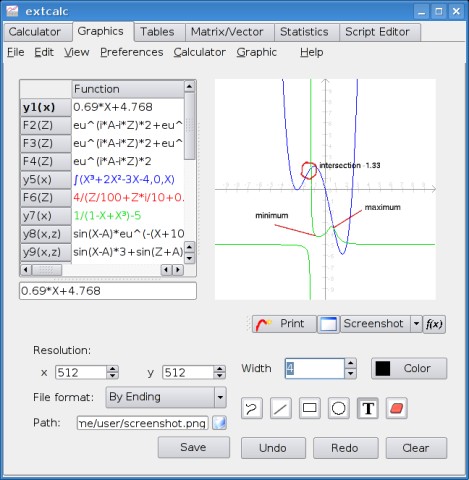 extcalc
Calculator Graphics Tables Matrix/Vector Statistics Script Editor
File Edit View Preferences Calculator Graphic Help
Function
y1(x) 0.69*X+4.768
F2(Z) eu^(i*A-i*Z)*2+eu^
F3(Z) eu^(i*A-i*Z)*2+eu^
F4(Z) eu^(i*A-i*Z)*2
y5(x) ∫(X³+2X²-3X-4,0,X)
F6(Z) 4/(Z/100+Z*i/10+0.
y7(x) 1/(1-X+X³)-5
y8(x,z) sin(X-A)*eu^(-(X+10
y9(x,z) sin(X-A)*3+sin(Z+A)
0.69*X+4.768
intersection -1.33
minimum
maximum
Print Screenshot f(x)
Resolution:
x 512 y 512
Width 4 Color
File format: By Ending
Path: me/user/screenshot.png
T
Save Undo Redo Clear